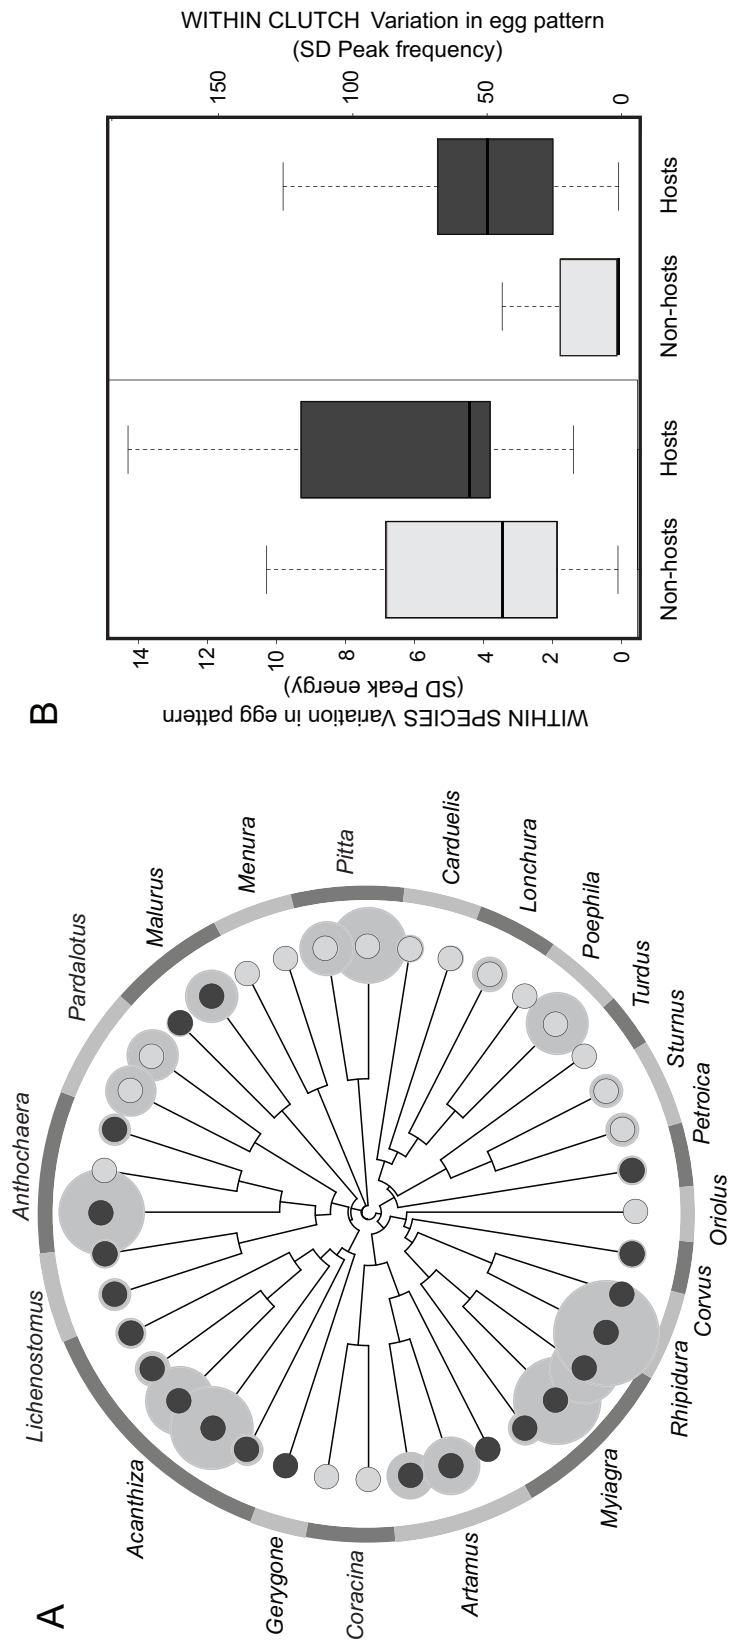 A
Anthochaera
Pardalotus
Malurus
Menura
Pitta
Carduelis
Lonchura
Poephila
Turdus
Sturnus
Petroica
Oriolus
Corvus
Rhipidura
Myiagra
Artamus
Coracina
Gerygone
Acanthiza
Lichenostomus
B
WITHIN SPECIES Variation in egg pattern
(SD Peak energy)
14
12
10
8
6
4
2
0
Non-hosts
Hosts
Non-hosts
Hosts
150
100
50
0
WITHIN CLUTCH Variation in egg pattern
(SD Peak frequency)